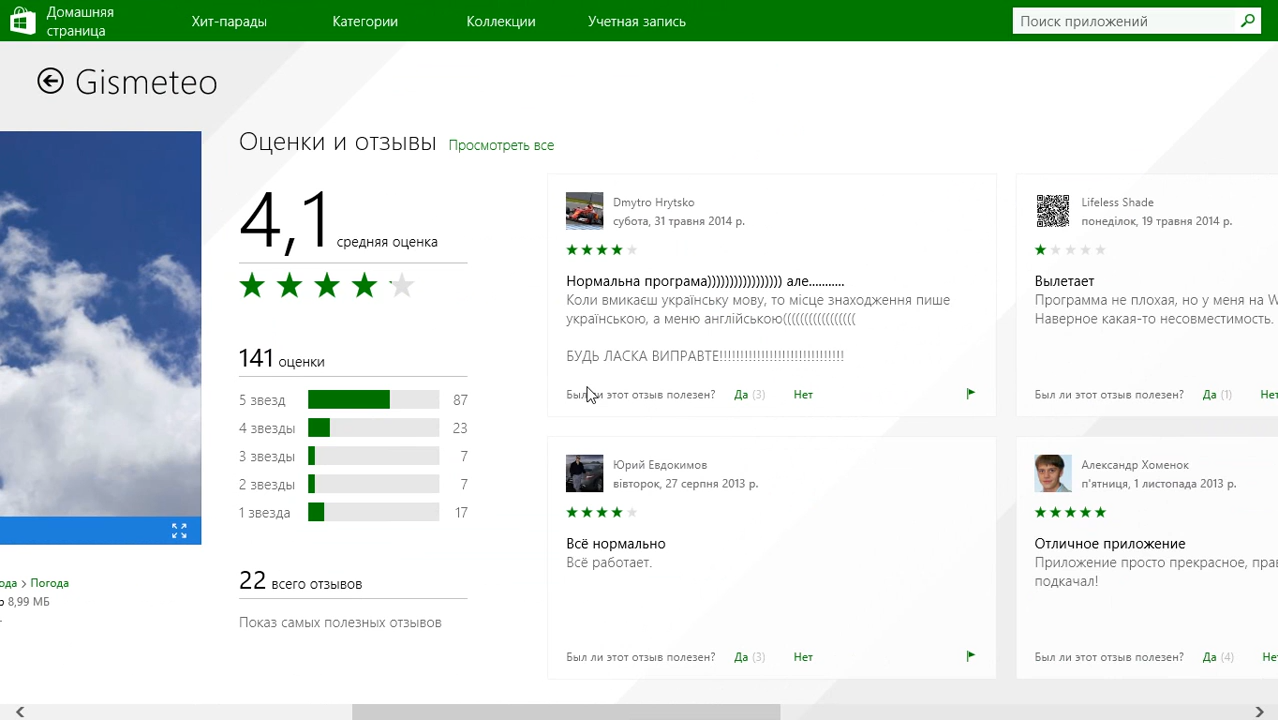 Домашняя
страница
Хит-парады
Категории
Коллекции
Учетная запись
Поиск приложений
Gismeteo
Оценки и отзывы Просмотреть все
4,1 средняя оценка
141 оценки
5 звезд 87
4 звезды 23
3 звезды 7
2 звезды 7
1 звезда 17
22 всего отзывов
Показ самых полезных отзывов
Погода
8,99 МБ
Dmytro Hrytsko
субота, 31 травня 2014 р.
Нормальна програма))))))))))))))))) але...........
Коли вмикаєш українську мову, то місце знаходження пише
українською, а меню англійською(((((((((((((((((
БУДЬ ЛАСКА ВИПРАВТЕ!!!!!!!!!!!!!!!!!!!!!!!!!!!!!!
Был ли этот отзыв полезен? Да (3) Нет
Lifeless Shade
понеділок, 19 травня 2014 р.
Вылетает
Программа не плохая, но у меня на W
Наверное какая-то несовместимость.
Был ли этот отзыв полезен? Да (1) Нет
Юрий Евдокимов
вівторок, 27 серпня 2013 р.
Всё нормально
Всё работает.
Был ли этот отзыв полезен? Да (3) Нет
Александр Хоменок
п'ятниця, 1 листопада 2013 р.
Отличное приложение
Приложение просто прекрасное, прав
подкачал!
Был ли этот отзыв полезен? Да (4) Нет